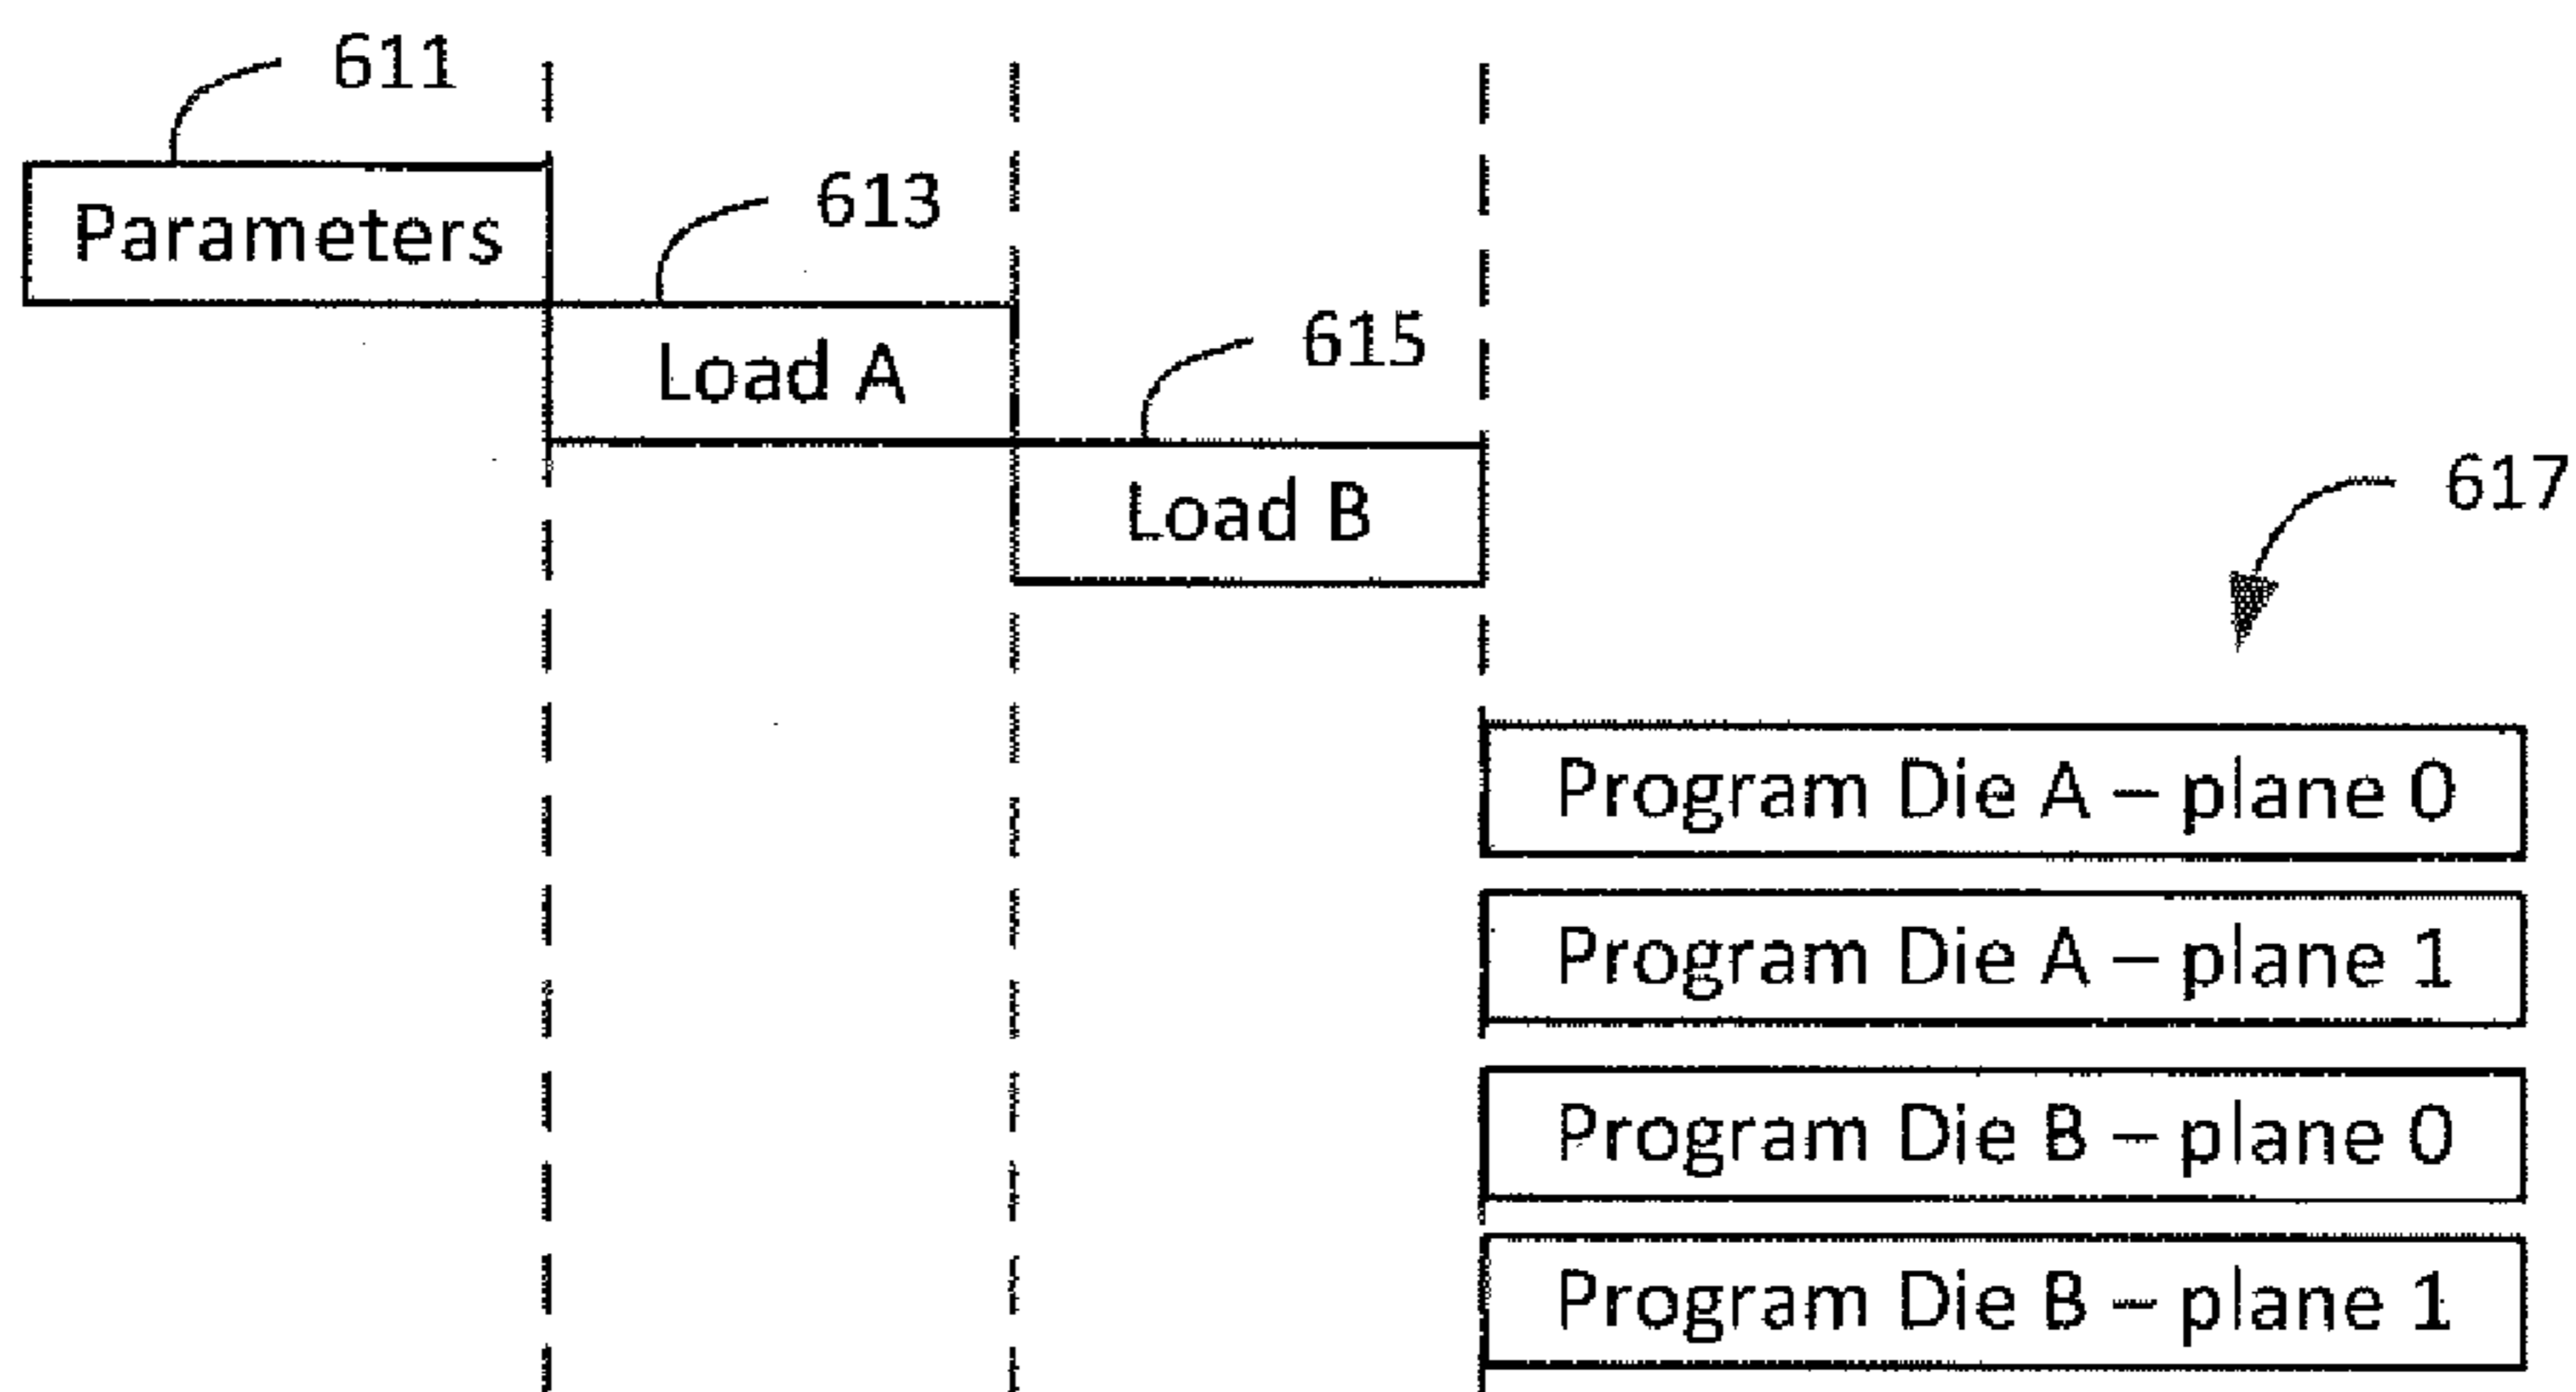 611
Parameters
613
Load A
615
Load B
617
Program Die A – plane 0
Program Die A – plane 1
Program Die B – plane 0
Program Die B – plane 1